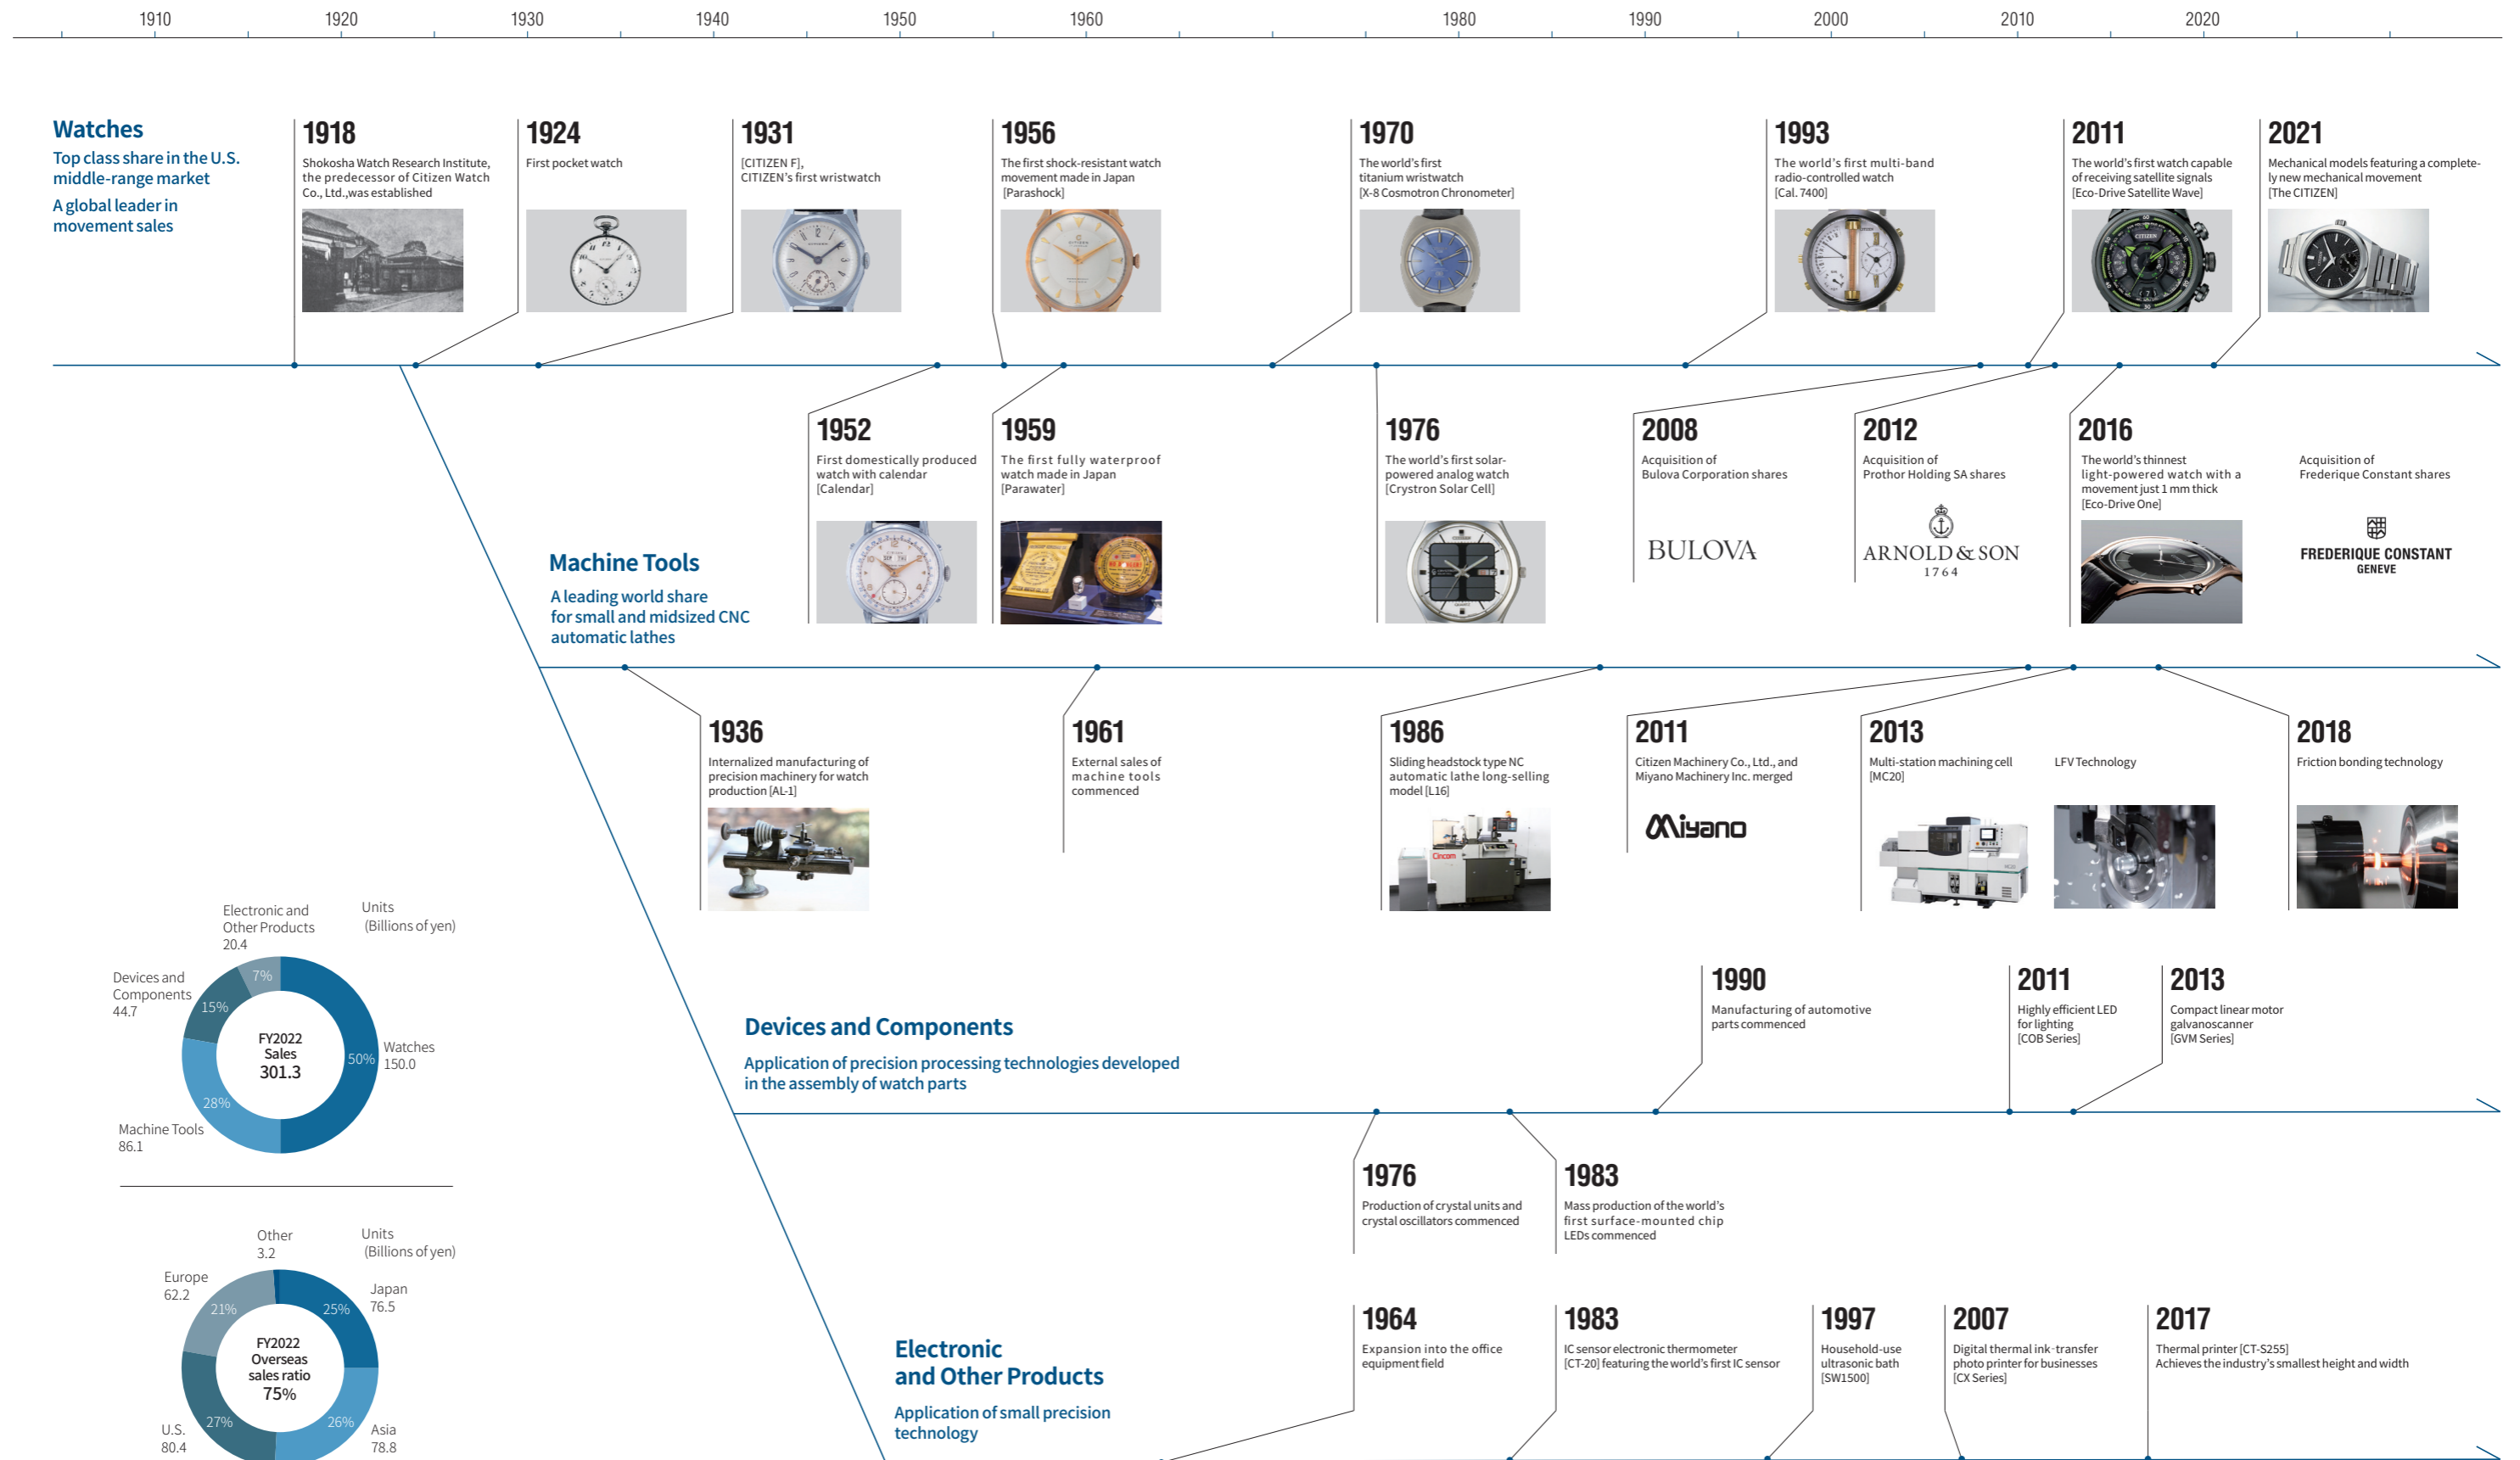 1910 1920 1930 1940 1950 1960 1980 1990 2000 2010 2020
Watches
Top class share in the U.S.
middle-range market
A global leader in
movement sales
1918
Shokosha Watch Research Institute,
the predecessor of Citizen Watch
Co., Ltd.,was established
1924
First pocket watch
1931
[CITIZEN F],
CITIZEN's first wristwatch
1956
The first shock-resistant watch
movement made in Japan
[Parashock]
1970
The world's first
titanium wristwatch
[X-8 Cosmotron Chronometer]
1993
The world's first multi-band
radio-controlled watch
[Cal. 7400]
2011
The world's first watch capable
of receiving satellite signals
[Eco-Drive Satellite Wave]
2021
Mechanical models featuring a complete-
ly new mechanical movement
[The CITIZEN]
1952
First domestically produced
watch with calendar
[Calendar]
1959
The first fully waterproof
watch made in Japan
[Parawater]
1976
The world's first solar-
powered analog watch
[Crystron Solar Cell]
2008
Acquisition of
Bulova Corporation shares
BULOVA
2012
Acquisition of
Prothor Holding SA shares
ARNOLD & SON
1764
2016
The world's thinnest
light-powered watch with a
movement just 1 mm thick
[Eco-Drive One]
Acquisition of
Frederique Constant shares
FREDERIQUE CONSTANT
GENEVE
Machine Tools
A leading world share
for small and midsized CNC
automatic lathes
1936
Internalized manufacturing of
precision machinery for watch
production [AL-1]
1961
External sales of
machine tools
commenced
1986
Sliding headstock type NC
automatic lathe long-selling
model [L16]
Cincom
2011
Citizen Machinery Co., Ltd., and
Miyano Machinery Inc. merged
Miyano
2013
Multi-station machining cell
[MC20]
LFV Technology
2018
Friction bonding technology
Units
(Billions of yen)
Electronic and
Other Products
20.4
7%
Devices and
Components
44.7
15%
FY2022
Sales
301.3
50%
Watches
150.0
28%
Machine Tools
86.1
Devices and Components
Application of precision processing technologies developed
in the assembly of watch parts
1990
Manufacturing of automotive
parts commenced
2011
Highly efficient LED
for lighting
[COB Series]
2013
Compact linear motor
galvanoscanner
[GVM Series]
1976
Production of crystal units and
crystal oscillators commenced
1983
Mass production of the world's
first surface-mounted chip
LEDs commenced
Units
(Billions of yen)
Other
3.2
Europe
62.2
21%
25%
Japan
76.5
FY2022
Overseas
sales ratio
75%
27%
U.S.
80.4
26%
Asia
78.8
Electronic
and Other Products
Application of small precision
technology
1964
Expansion into the office
equipment field
1983
IC sensor electronic thermometer
[CT-20] featuring the world's first IC sensor
1997
Household-use
ultrasonic bath
[SW1500]
2007
Digital thermal ink-transfer
photo printer for businesses
[CX Series]
2017
Thermal printer [CT-S255]
Achieves the industry's smallest height and width